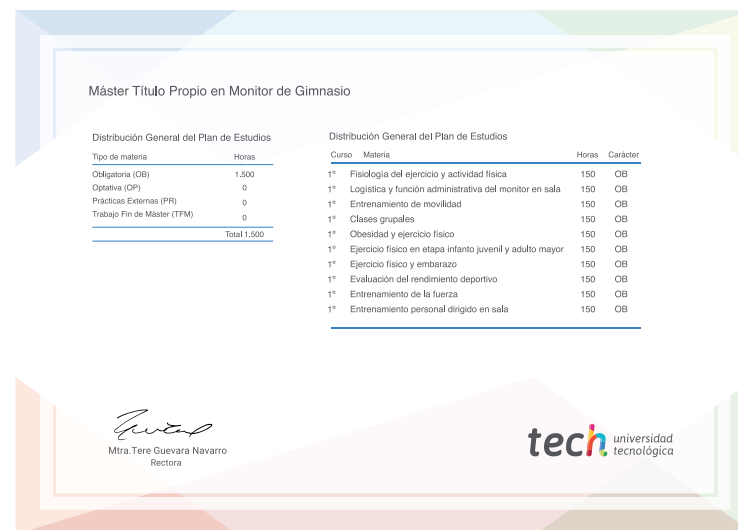 Máster Título Propio en Monitor de Gimnasio
Distribución General del Plan de Estudios
Tipo de materia Horas
Obligatoria (OB) 1.500
Optativa (OP) 0
Prácticas Externas (PR) 0
Trabajo Fin de Máster (TFM) 0
Total 1.500
Distribución General del Plan de Estudios
Curso Materia Horas Carácter
1º Fisiología del ejercicio y actividad física 150 OB
1º Logística y función administrativa del monitor en sala 150 OB
1º Entrenamiento de movilidad 150 OB
1º Clases grupales 150 OB
1º Obesidad y ejercicio físico 150 OB
1º Ejercicio físico en etapa infanto juvenil y adulto mayor 150 OB
1º Ejercicio físico y embarazo 150 OB
1º Evaluación del rendimiento deportivo 150 OB
1º Entrenamiento de la fuerza 150 OB
1º Entrenamiento personal dirigido en sala 150 OB
Mtra.Tere Guevara Navarro
Rectora
tech universidad
tecnológica